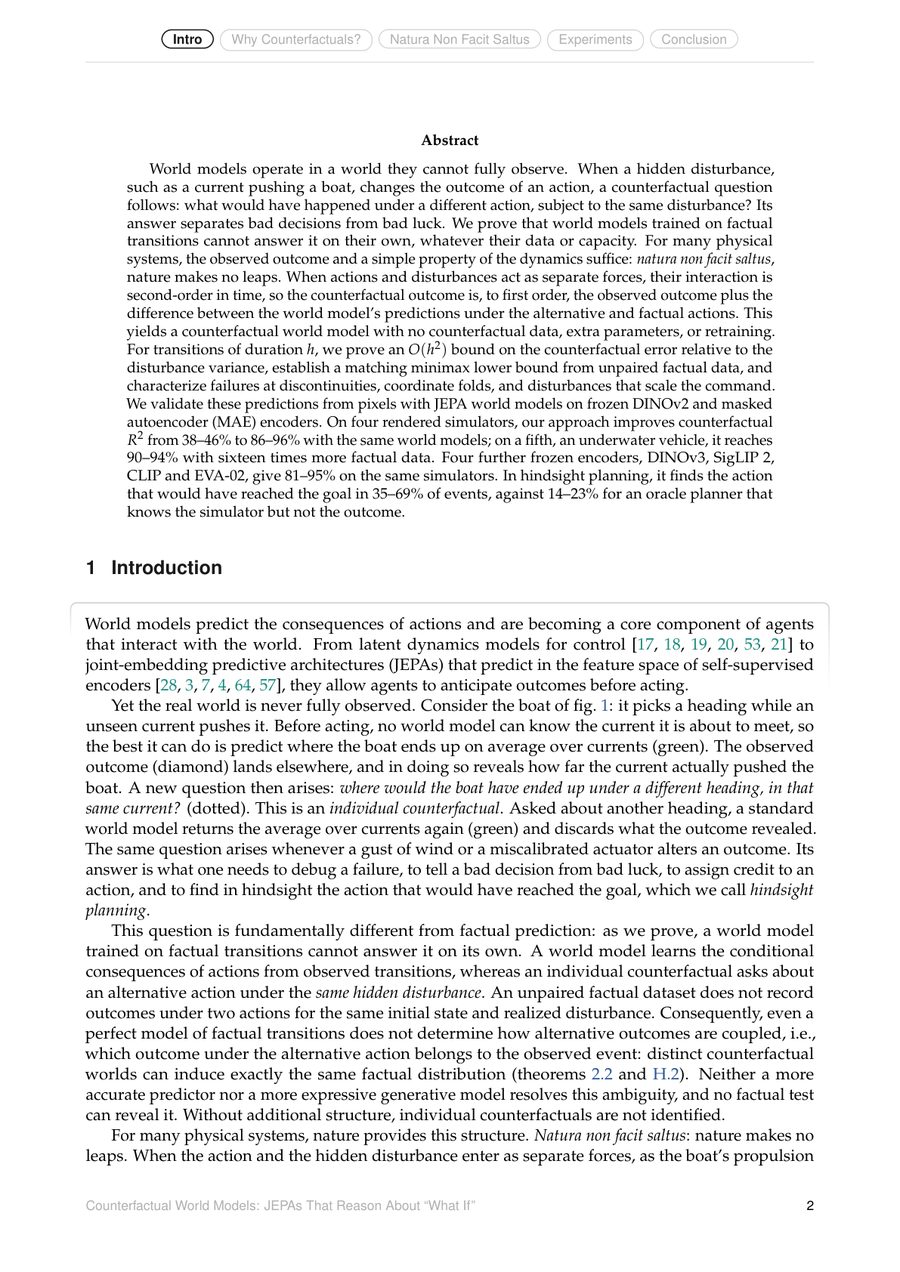 Intro
Why Counterfactuals?
Natura Non Facit Saltus
Experiments
Conclusion
Abstract
World models operate in a world they cannot fully observe. When a hidden disturbance,
such as a current pushing a boat, changes the outcome of an action, a counterfactual question
follows: what would have happened under a different action, subject to the same disturbance? Its
answer separates bad decisions from bad luck. We prove that world models trained on factual
transitions cannot answer it on their own, whatever their data or capacity. For many physical
systems, the observed outcome and a simple property of the dynamics suffice: natura non facit saltus,
nature makes no leaps. When actions and disturbances act as separate forces, their interaction is
second-order in time, so the counterfactual outcome is, to first order, the observed outcome plus the
difference between the world model's predictions under the alternative and factual actions. This
yields a counterfactual world model with no counterfactual data, extra parameters, or retraining.
For transitions of duration h, we prove an O(h²) bound on the counterfactual error relative to the
disturbance variance, establish a matching minimax lower bound from unpaired factual data, and
characterize failures at discontinuities, coordinate folds, and disturbances that scale the command.
We validate these predictions from pixels with JEPA world models on frozen DINOv2 and masked
autoencoder (MAE) encoders. On four rendered simulators, our approach improves counterfactual
R² from 38–46% to 86–96% with the same world models; on a fifth, an underwater vehicle, it reaches
90–94% with sixteen times more factual data. Four further frozen encoders, DINOv3, SigLIP 2,
CLIP and EVA-02, give 81–95% on the same simulators. In hindsight planning, it finds the action
that would have reached the goal in 35–69% of events, against 14–23% for an oracle planner that
knows the simulator but not the outcome.
1 Introduction
World models predict the consequences of actions and are becoming a core component of agents
that interact with the world. From latent dynamics models for control [17, 18, 19, 20, 53, 21] to
joint-embedding predictive architectures (JEPAs) that predict in the feature space of self-supervised
encoders [28, 3, 7, 4, 64, 57], they allow agents to anticipate outcomes before acting.
Yet the real world is never fully observed. Consider the boat of fig. 1: it picks a heading while an
unseen current pushes it. Before acting, no world model can know the current it is about to meet, so
the best it can do is predict where the boat ends up on average over currents (green). The observed
outcome (diamond) lands elsewhere, and in doing so reveals how far the current actually pushed the
boat. A new question then arises: where would the boat have ended up under a different heading, in that
same current? (dotted). This is an individual counterfactual. Asked about another heading, a standard
world model returns the average over currents again (green) and discards what the outcome revealed.
The same question arises whenever a gust of wind or a miscalibrated actuator alters an outcome. Its
answer is what one needs to debug a failure, to tell a bad decision from bad luck, to assign credit to an
action, and to find in hindsight the action that would have reached the goal, which we call hindsight
planning.
This question is fundamentally different from factual prediction: as we prove, a world model
trained on factual transitions cannot answer it on its own. A world model learns the conditional
consequences of actions from observed transitions, whereas an individual counterfactual asks about
an alternative action under the same hidden disturbance. An unpaired factual dataset does not record
outcomes under two actions for the same initial state and realized disturbance. Consequently, even a
perfect model of factual transitions does not determine how alternative outcomes are coupled, i.e.,
which outcome under the alternative action belongs to the observed event: distinct counterfactual
worlds can induce exactly the same factual distribution (theorems 2.2 and H.2). Neither a more
accurate predictor nor a more expressive generative model resolves this ambiguity, and no factual test
can reveal it. Without additional structure, individual counterfactuals are not identified.
For many physical systems, nature provides this structure. Natura non facit saltus: nature makes no
leaps. When the action and the hidden disturbance enter as separate forces, as the boat's propulsion
Counterfactual World Models: JEPAs That Reason About “What If”
2